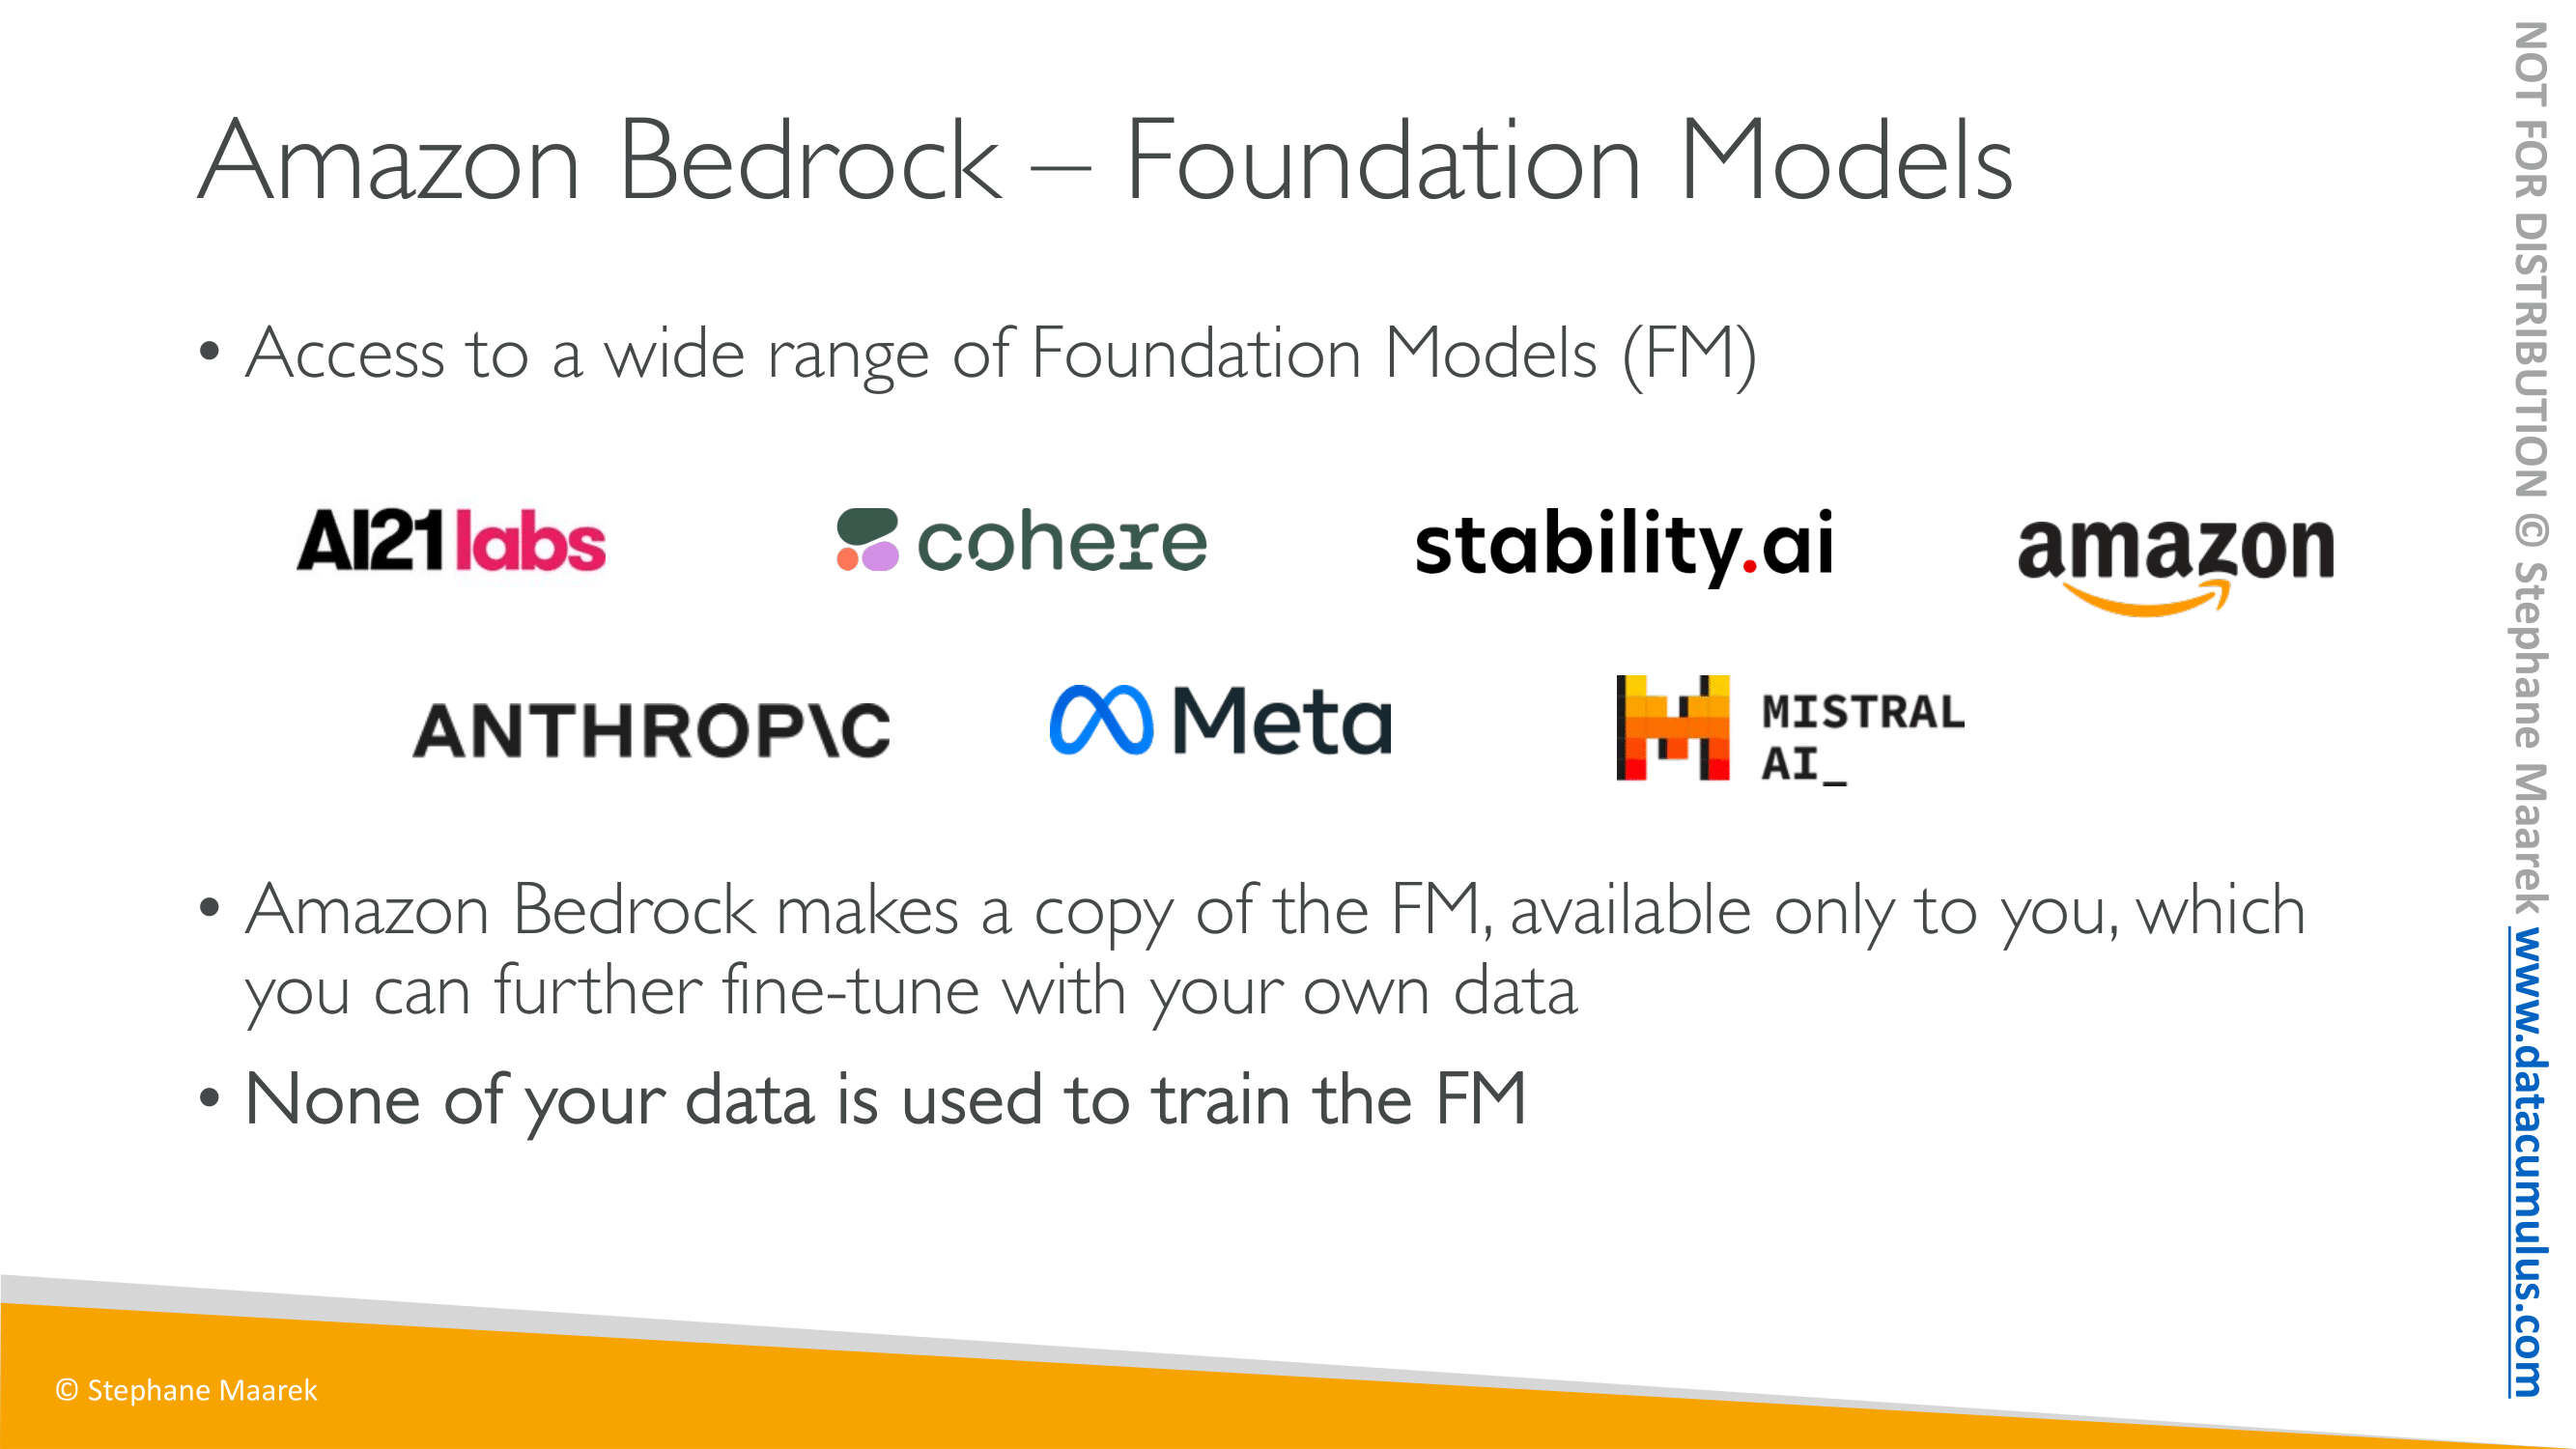 Amazon Bedrock – Foundation Models
• Access to a wide range of Foundation Models (FM)
AI21labs
cohere
stability.ai
amazon
ANTHROP\C
Meta
MISTRAL
AI_
• Amazon Bedrock makes a copy of the FM, available only to you, which
you can further fine-tune with your own data
• None of your data is used to train the FM
© Stephane Maarek
NOT FOR DISTRIBUTION © Stephane Maarek www.datacumulus.com